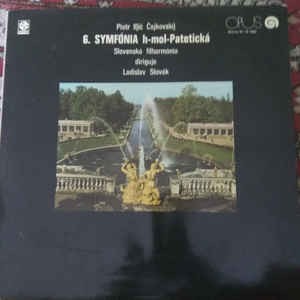 Piotr Iljič Čajkovskij
OPUS
6. SYMFÓNIA h-mol-Patetická
Slovenská filharmónia
diriguje
Ladislav Slovák